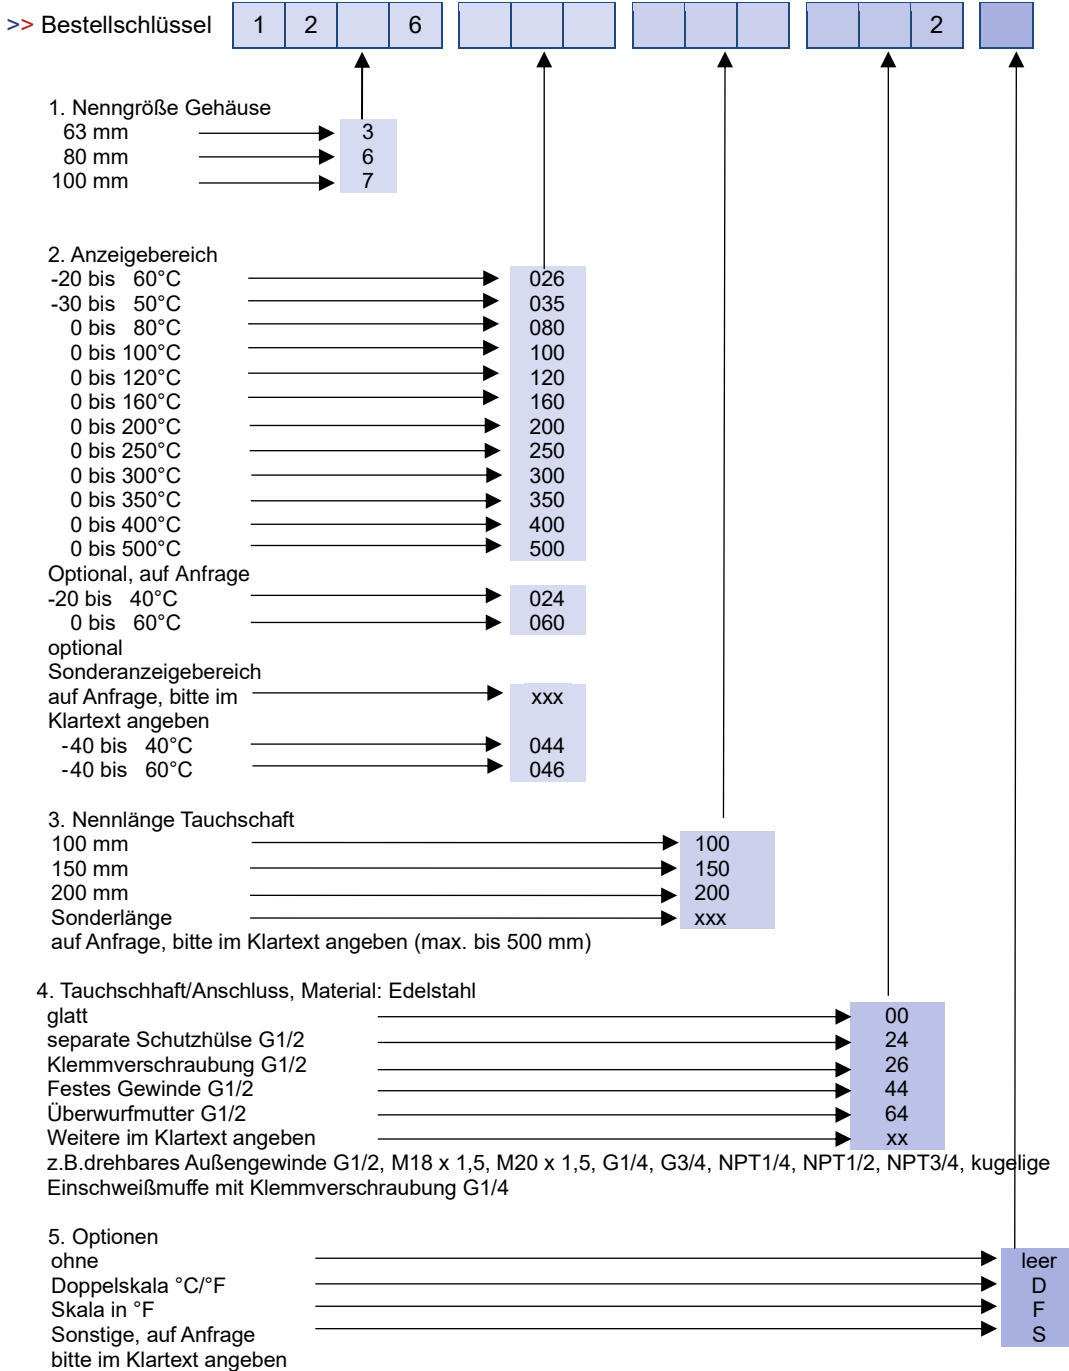 >> Bestellschlüssel 1 2 6 2
1. Nenngröße Gehäuse
63 mm 3
80 mm 6
100 mm 7
2. Anzeigebereich
-20 bis 60°C 026
-30 bis 50°C 035
0 bis 80°C 080
0 bis 100°C 100
0 bis 120°C 120
0 bis 160°C 160
0 bis 200°C 200
0 bis 250°C 250
0 bis 300°C 300
0 bis 350°C 350
0 bis 400°C 400
0 bis 500°C 500
Optional, auf Anfrage
-20 bis 40°C 024
0 bis 60°C 060
optional
Sonderanzeigebereich
auf Anfrage, bitte im xxx
Klartext angeben
-40 bis 40°C 044
-40 bis 60°C 046
3. Nennlänge Tauchschaft
100 mm 100
150 mm 150
200 mm 200
Sonderlänge xxx
auf Anfrage, bitte im Klartext angeben (max. bis 500 mm)
4. Tauchschhaft/Anschluss, Material: Edelstahl
glatt 00
separate Schutzhülse G1/2 24
Klemmverschraubung G1/2 26
Festes Gewinde G1/2 44
Überwurfmutter G1/2 64
Weitere im Klartext angeben xx
z.B.drehbares Außengewinde G1/2, M18 x 1,5, M20 x 1,5, G1/4, G3/4, NPT1/4, NPT1/2, NPT3/4, kugelige
Einschweißmuffe mit Klemmverschraubung G1/4
5. Optionen
ohne leer
Doppelskala °C/°F D
Skala in °F F
Sonstige, auf Anfrage S
bitte im Klartext angeben